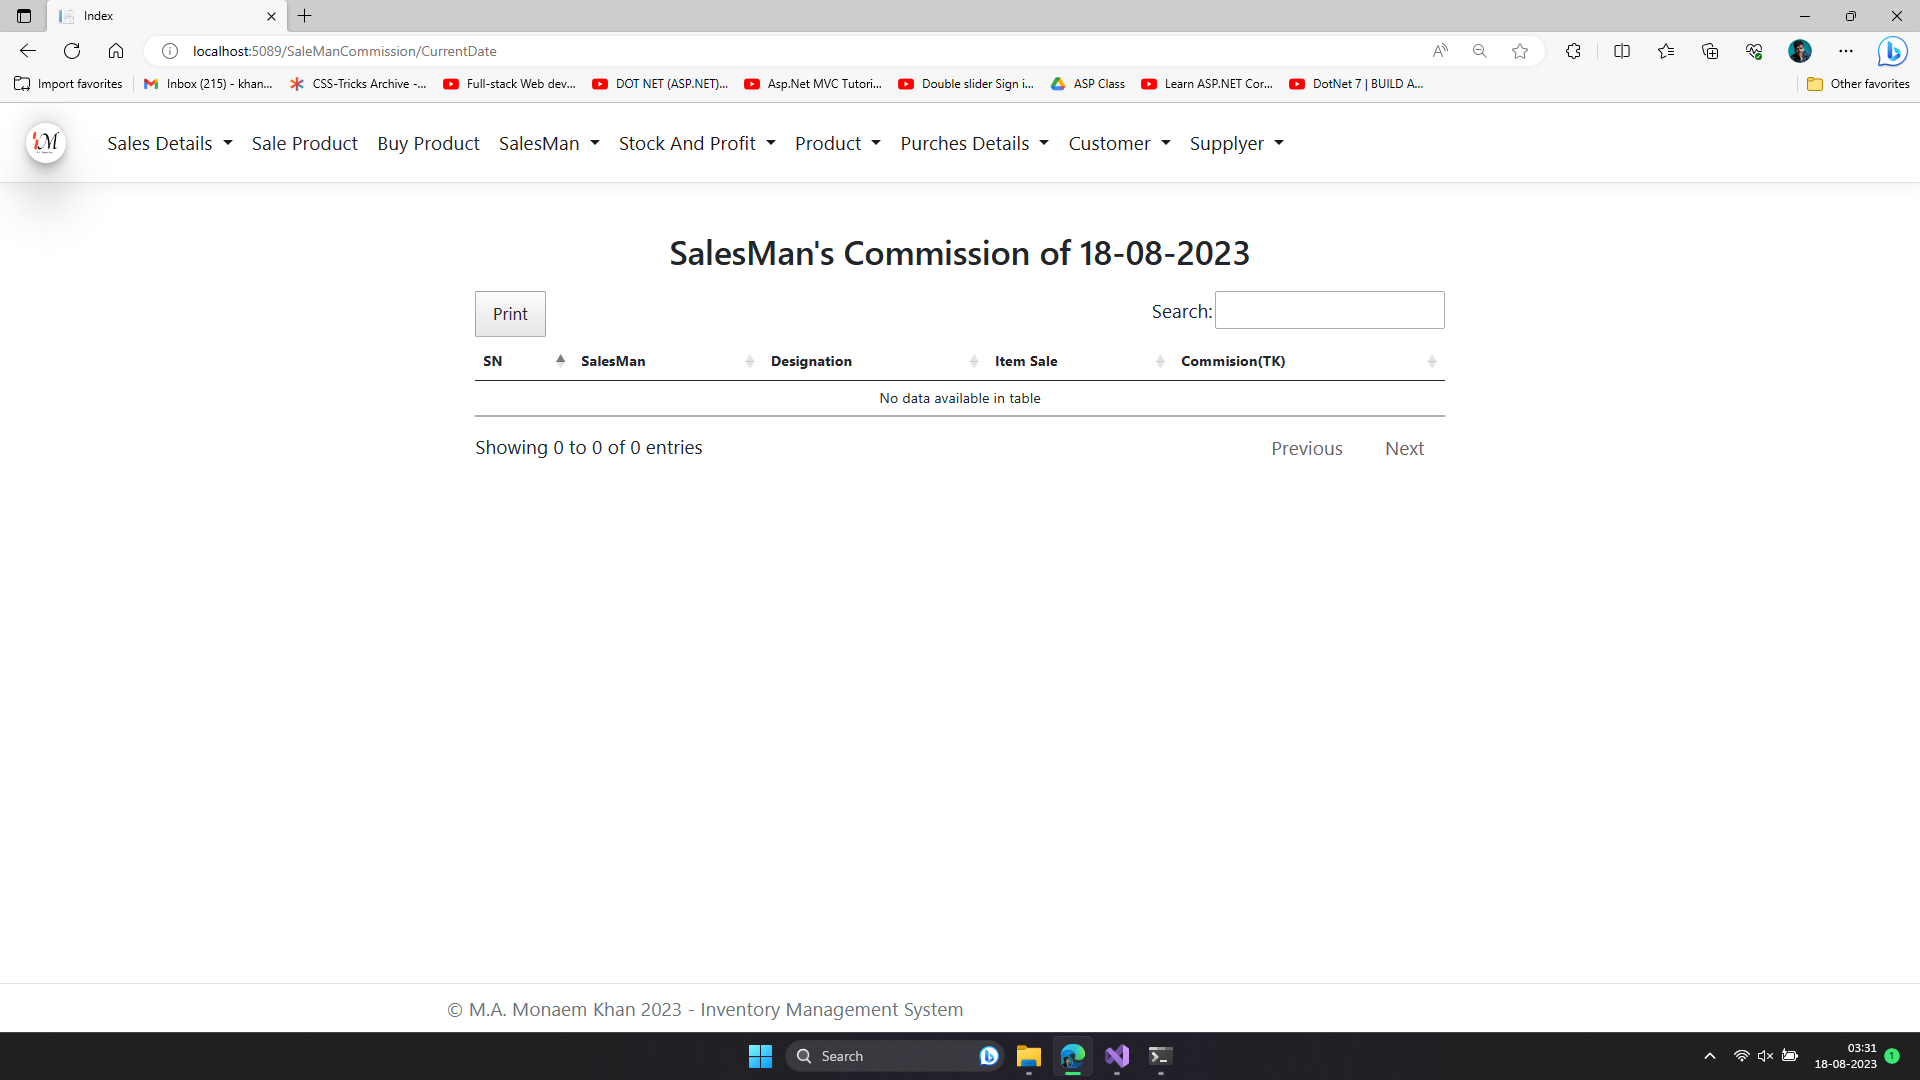 Index
localhost:5089/SaleManCommission/CurrentDate
Import favorites Inbox (215) - khan... CSS-Tricks Archive -... Full-stack Web dev... DOT NET (ASP.NET)... Asp.Net MVC Tutori... Double slider Sign i... ASP Class Learn ASP.NET Cor... DotNet 7 | BUILD A... Other favorites
M Sales Details Sale Product Buy Product SalesMan Stock And Profit Product Purches Details Customer Supplyer
SalesMan's Commission of 18-08-2023
Print Search:
SN SalesMan Designation Item Sale Commision(TK)
No data available in table
Showing 0 to 0 of 0 entries Previous Next
© M.A. Monaem Khan 2023 - Inventory Management System
Search 03:31
18-08-2023 1